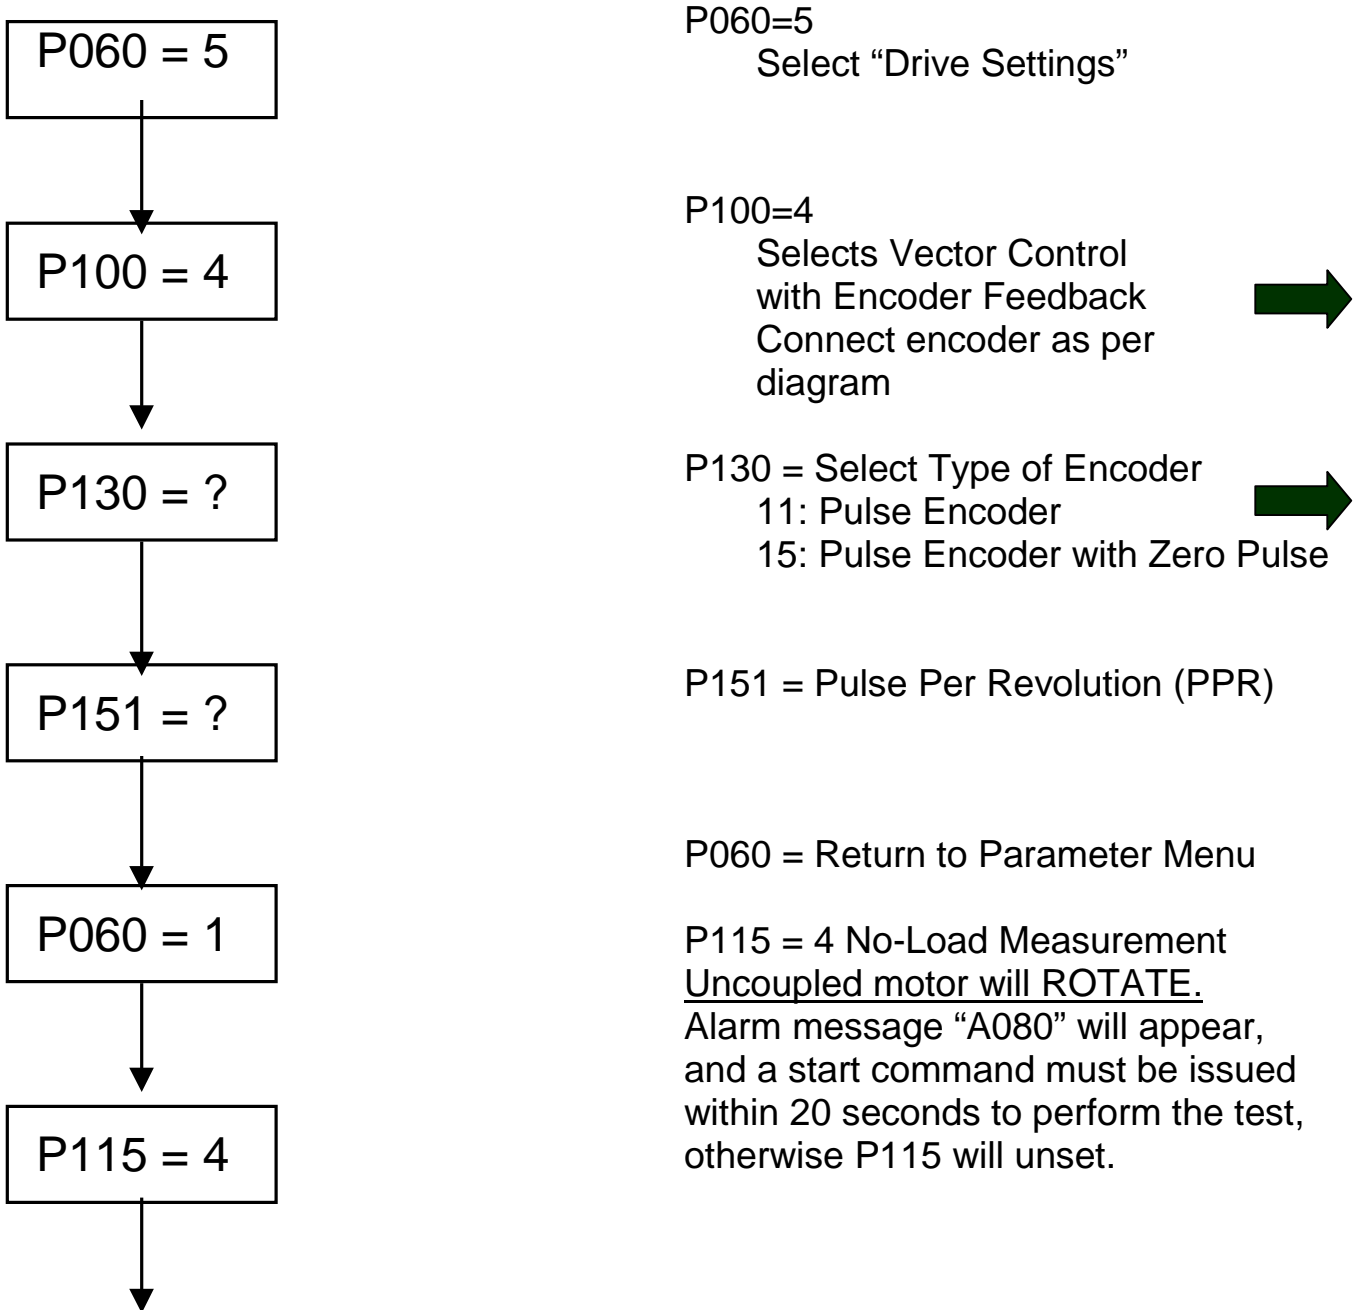 P060 = 5
P100 = 4
P130 = ?
P151 = ?
P060 = 1
P115 = 4
P060=5
Select “Drive Settings”
P100=4
Selects Vector Control
with Encoder Feedback
Connect encoder as per
diagram
P130 = Select Type of Encoder
11: Pulse Encoder
15: Pulse Encoder with Zero Pulse
P151 = Pulse Per Revolution (PPR)
P060 = Return to Parameter Menu
P115 = 4 No-Load Measurement
Uncoupled motor will ROTATE.
Alarm message “A080” will appear,
and a start command must be issued
within 20 seconds to perform the test,
otherwise P115 will unset.